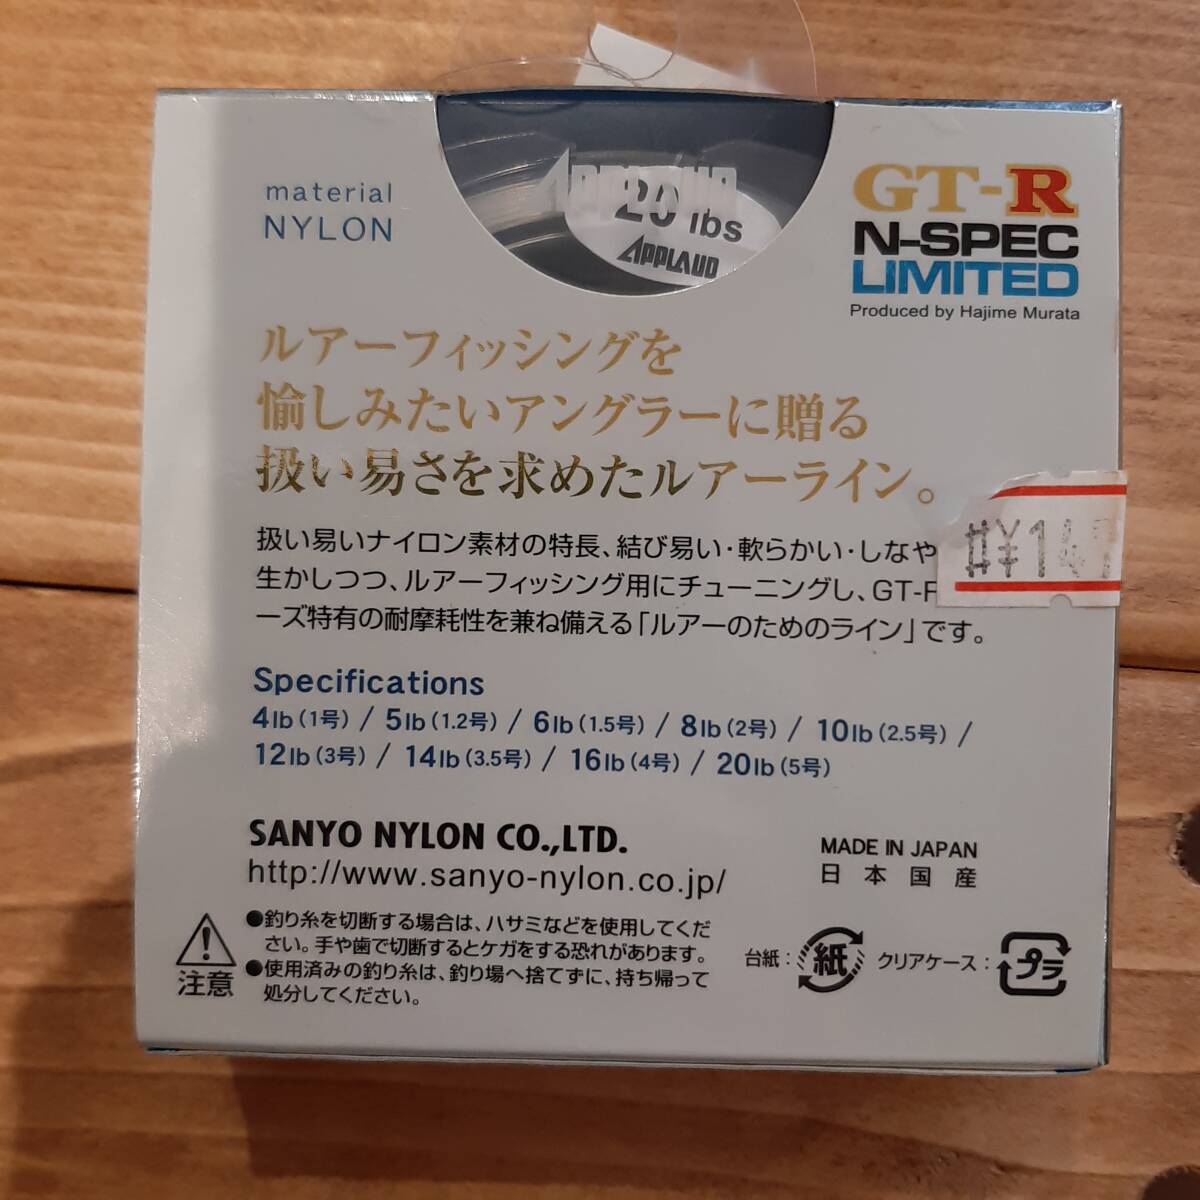 material
NYLON
APPLAUD
20 lbs
APPLAUD
GT-R
N-SPEC
LIMITED
Produced by Hajime Murata
ルアーフィッシングを
愉しみたいアングラーに贈る
扱い易さを求めたルアーライン。
扱い易いナイロン素材の特長、結び易い・軟らかい・しなや
生かしつつ、ルアーフィッシング用にチューニングし、GT-R
ーズ特有の耐摩耗性を兼ね備える「ルアーのためのライン」です。
Specifications
4lb(1号) / 5lb(1.2号) / 6lb(1.5号) / 8lb(2号) / 10lb(2.5号) /
12lb(3号) / 14lb(3.5号) / 16lb(4号) / 20lb(5号)
SANYO NYLON CO.,LTD.
http://www.sanyo-nylon.co.jp/
MADE IN JAPAN
日本国産
注意
●釣り糸を切断する場合は、ハサミなどを使用してくだ
さい。手や歯で切断するとケガをする恐れがあります。
●使用済みの釣り糸は、釣り場へ捨てずに、持ち帰って
処分してください。
台紙： 紙 クリアケース： プラ